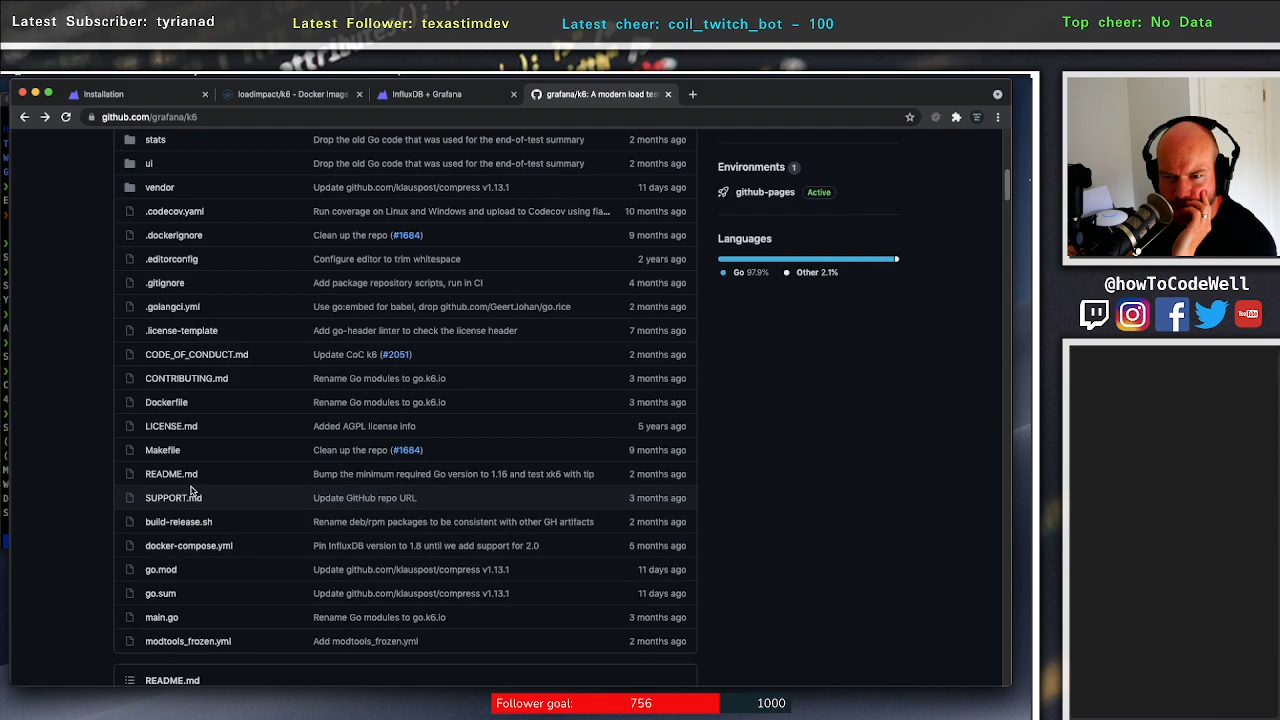 Latest Subscriber: tyrianad
Latest Follower: texastimdev
Latest cheer: coil_twitch_bot - 100
Top cheer: No Data
Installation
loadimpact/k6 - Docker Image
InfluxDB + Grafana
grafana/k6: A modern load tes
github.com/grafana/k6
stats Drop the old Go code that was used for the end-of-test summary 2 months ago
ui Drop the old Go code that was used for the end-of-test summary 2 months ago
vendor Update github.com/klauspost/compress v1.13.1 11 days ago
.codecov.yaml Run coverage on Linux and Windows and upload to Codecov using fla... 10 months ago
.dockerignore Clean up the repo (#1684) 9 months ago
.editorconfig Configure editor to trim whitespace 2 years ago
.gitignore Add package repository scripts, run in CI 4 months ago
.golangci.yml Use go:embed for babel, drop github.com/GeertJohan/go.rice 2 months ago
.license-template Add go-header linter to check the license header 7 months ago
CODE_OF_CONDUCT.md Update CoC k6 (#2051) 2 months ago
CONTRIBUTING.md Rename Go modules to go.k6.io 3 months ago
Dockerfile Rename Go modules to go.k6.io 3 months ago
LICENSE.md Added AGPL license info 5 years ago
Makefile Clean up the repo (#1684) 9 months ago
README.md Bump the minimum required Go version to 1.16 and test xk6 with tip 2 months ago
SUPPORT.md Update GitHub repo URL 3 months ago
build-release.sh Rename deb/rpm packages to be consistent with other GH artifacts 2 months ago
docker-compose.yml Pin InfluxDB version to 1.8 until we add support for 2.0 5 months ago
go.mod Update github.com/klauspost/compress v1.13.1 11 days ago
go.sum Update github.com/klauspost/compress v1.13.1 11 days ago
main.go Rename Go modules to go.k6.io 3 months ago
modtools_frozen.yml Add modtools_frozen.yml 2 months ago
README.md
Environments 1
github-pages Active
Languages
Go 97.9% Other 2.1%
@howToCodeWell
Follower goal: 756 1000